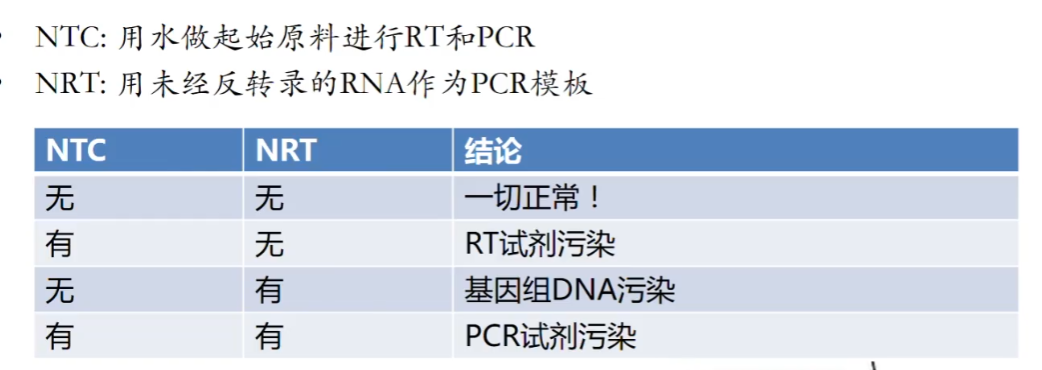 • NTC: 用水做起始原料进行RT和PCR
• NRT: 用未经反转录的RNA作为PCR模板
NTC NRT 结论
无 无 一切正常！
有 无 RT试剂污染
无 有 基因组DNA污染
有 有 PCR试剂污染